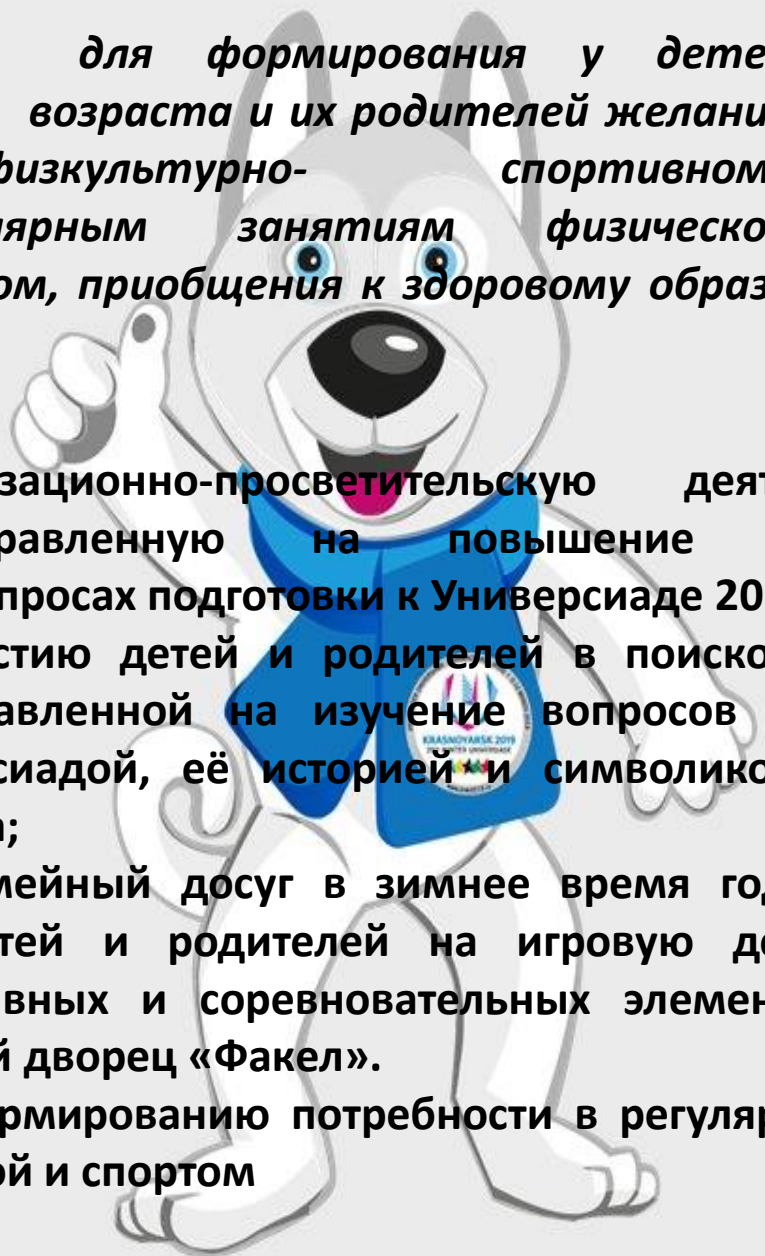 для формирования у дете
возраста и их родителей желани
физкультурно- спортивном
лярным занятиям физическо
ом, приобщения к здоровому образ
зационно-просветительскую деят
равленную на повышение
просах подготовки к Универсиаде 20
стию детей и родителей в поиско
авленной на изучение вопросов
сиадой, её историей и символико
;
мейный досуг в зимнее время год
тей и родителей на игровую де
вных и соревновательных элемен
й дворец «Факел».
рмированию потребности в регуляр
ой и спортом
KRASNOYARSK 2019